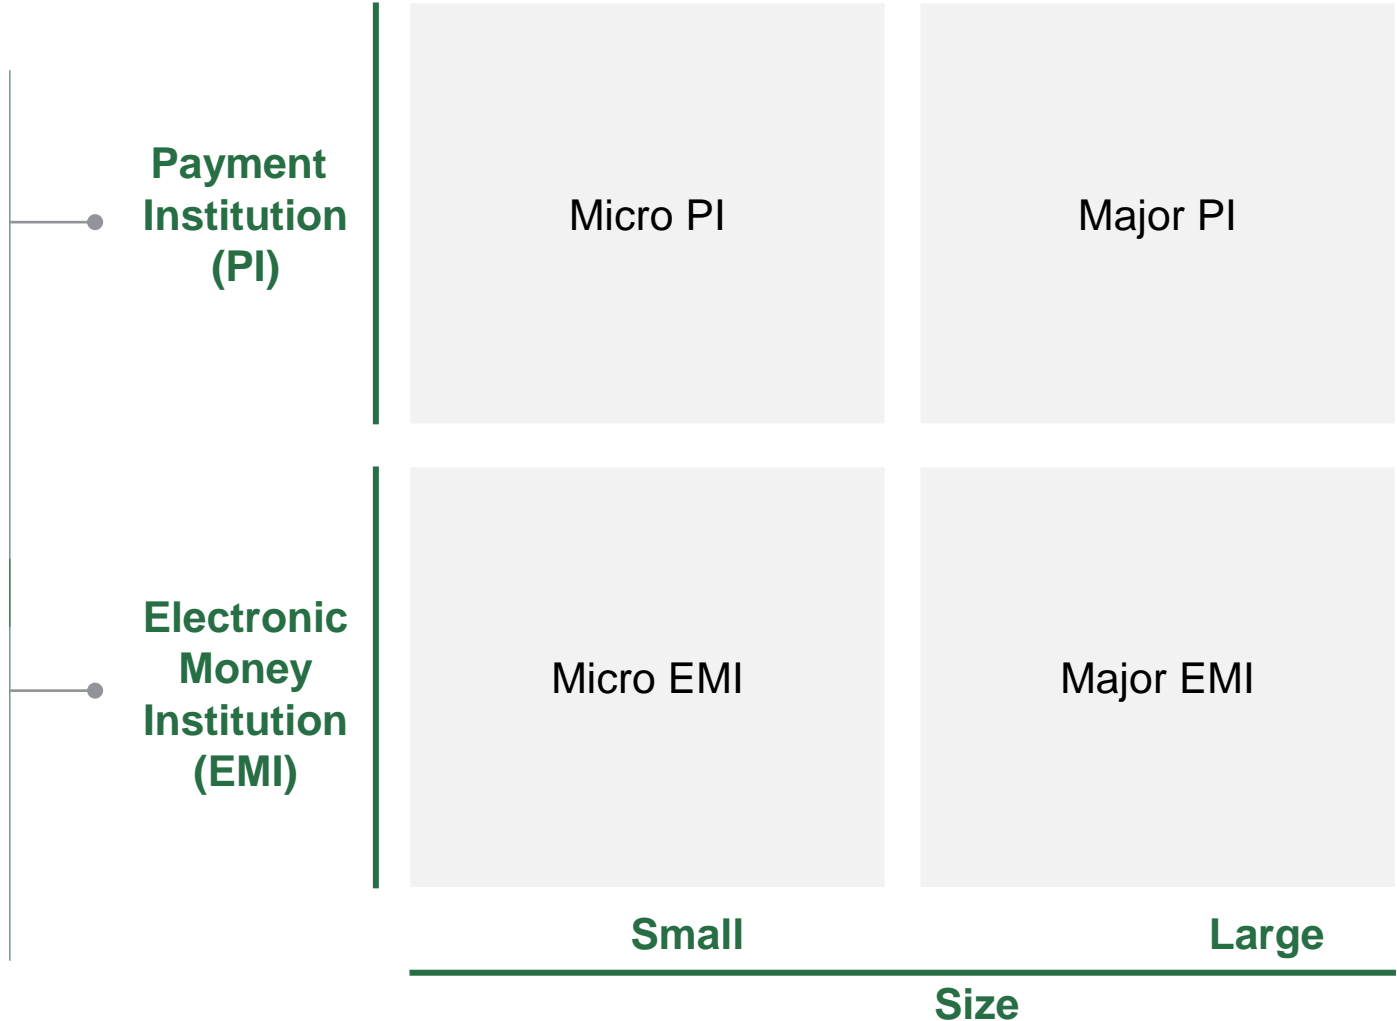 Payment
Institution
(PI)
Micro PI
Major PI
Electronic
Money
Institution
(EMI)
Micro EMI
Major EMI
Small
Large
Size